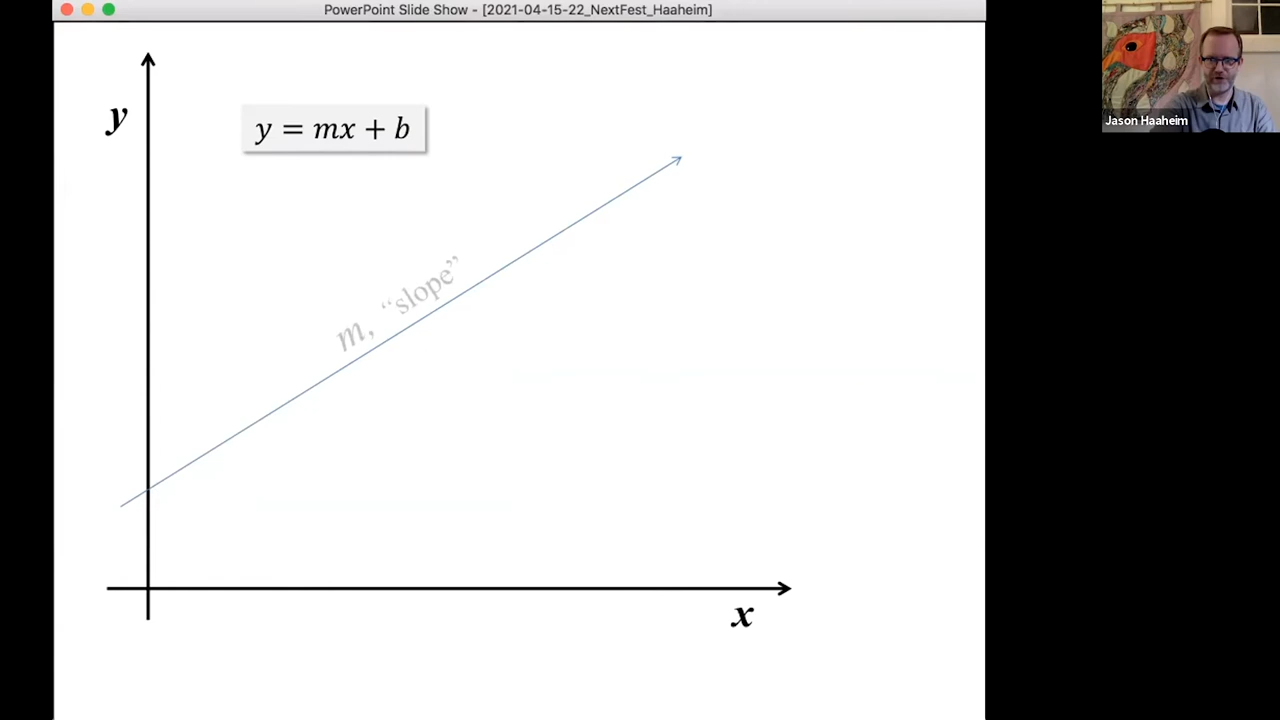 PowerPoint Slide Show - [2021-04-15-22_NextFest_Haaheim]
Jason Haaheim
y
y = mx + b
m, “slope”
x